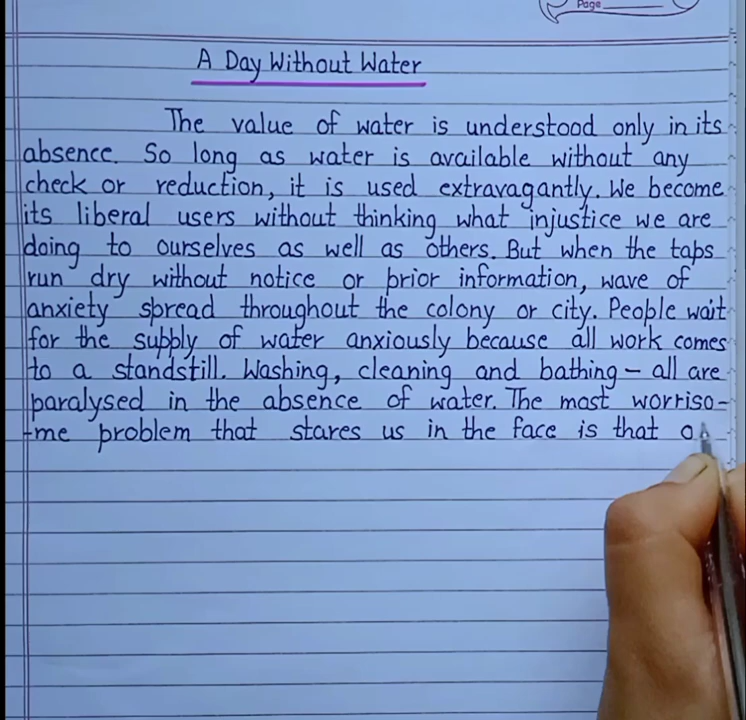 Page
A Day Without Water
The value of water is understood only in its
absence. So long as water is available without any
check or reduction, it is used extravagantly. We become
its liberal users without thinking what injustice we are
doing to ourselves as well as others. But when the taps
run dry without notice or prior information, wave of
anxiety spread throughout the colony or city. People wait
for the supply of water anxiously because all work comes
to a standstill. Washing, cleaning and bathing – all are
paralysed in the absence of water. The most worriso-
-me problem that stares us in the face is that